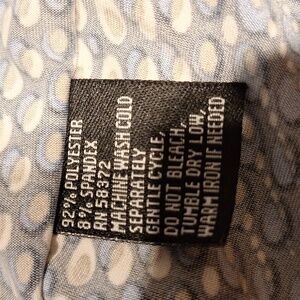 92% POLYESTER
8% SPANDEX
RN 58372
MACHINE WASH COLD
SEPARATELY
GENTLE CYCLE,
DO NOT BLEACH,
TUMBLE DRY LOW,
WARM IRON IF NEEDED